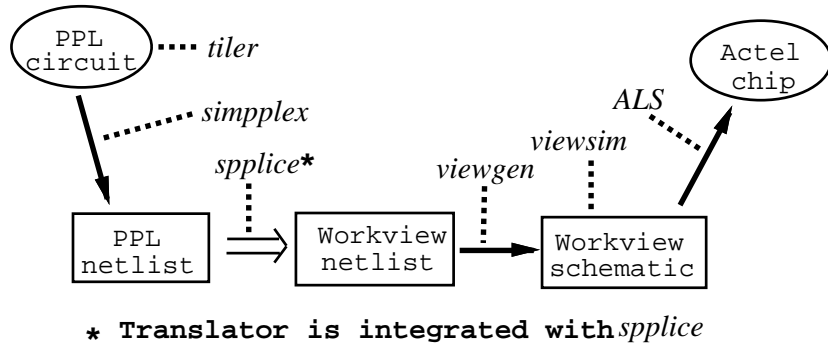 PPL
circuit
tiler
Actel
chip
simpplex
ALS
spplice*
viewgen
viewsim
PPL
netlist
Workview
netlist
Workview
schematic
* Translator is integrated with spplice